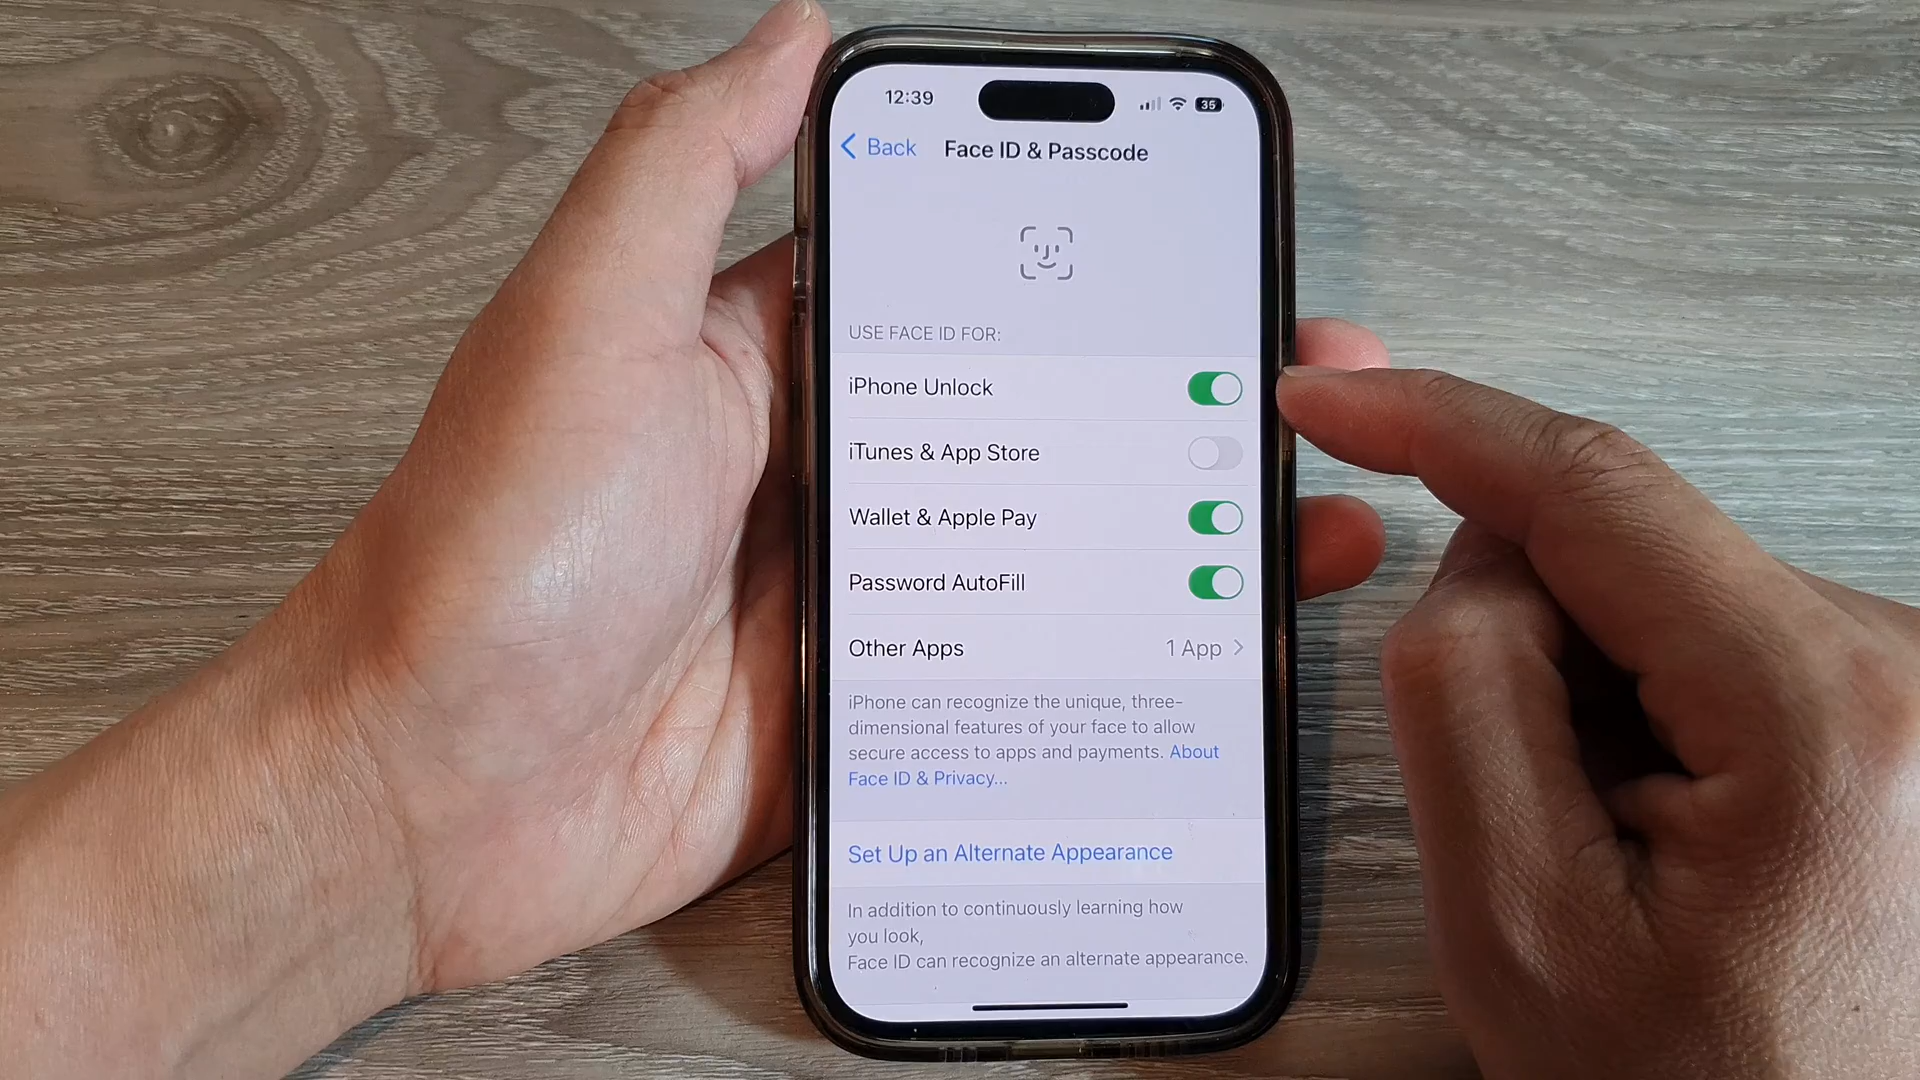 12:39
35
Back
Face ID & Passcode
USE FACE ID FOR:
iPhone Unlock
iTunes & App Store
Wallet & Apple Pay
Password AutoFill
Other Apps 1 App
iPhone can recognize the unique, three-
dimensional features of your face to allow
secure access to apps and payments. About
Face ID & Privacy...
Set Up an Alternate Appearance
In addition to continuously learning how
you look,
Face ID can recognize an alternate appearance.